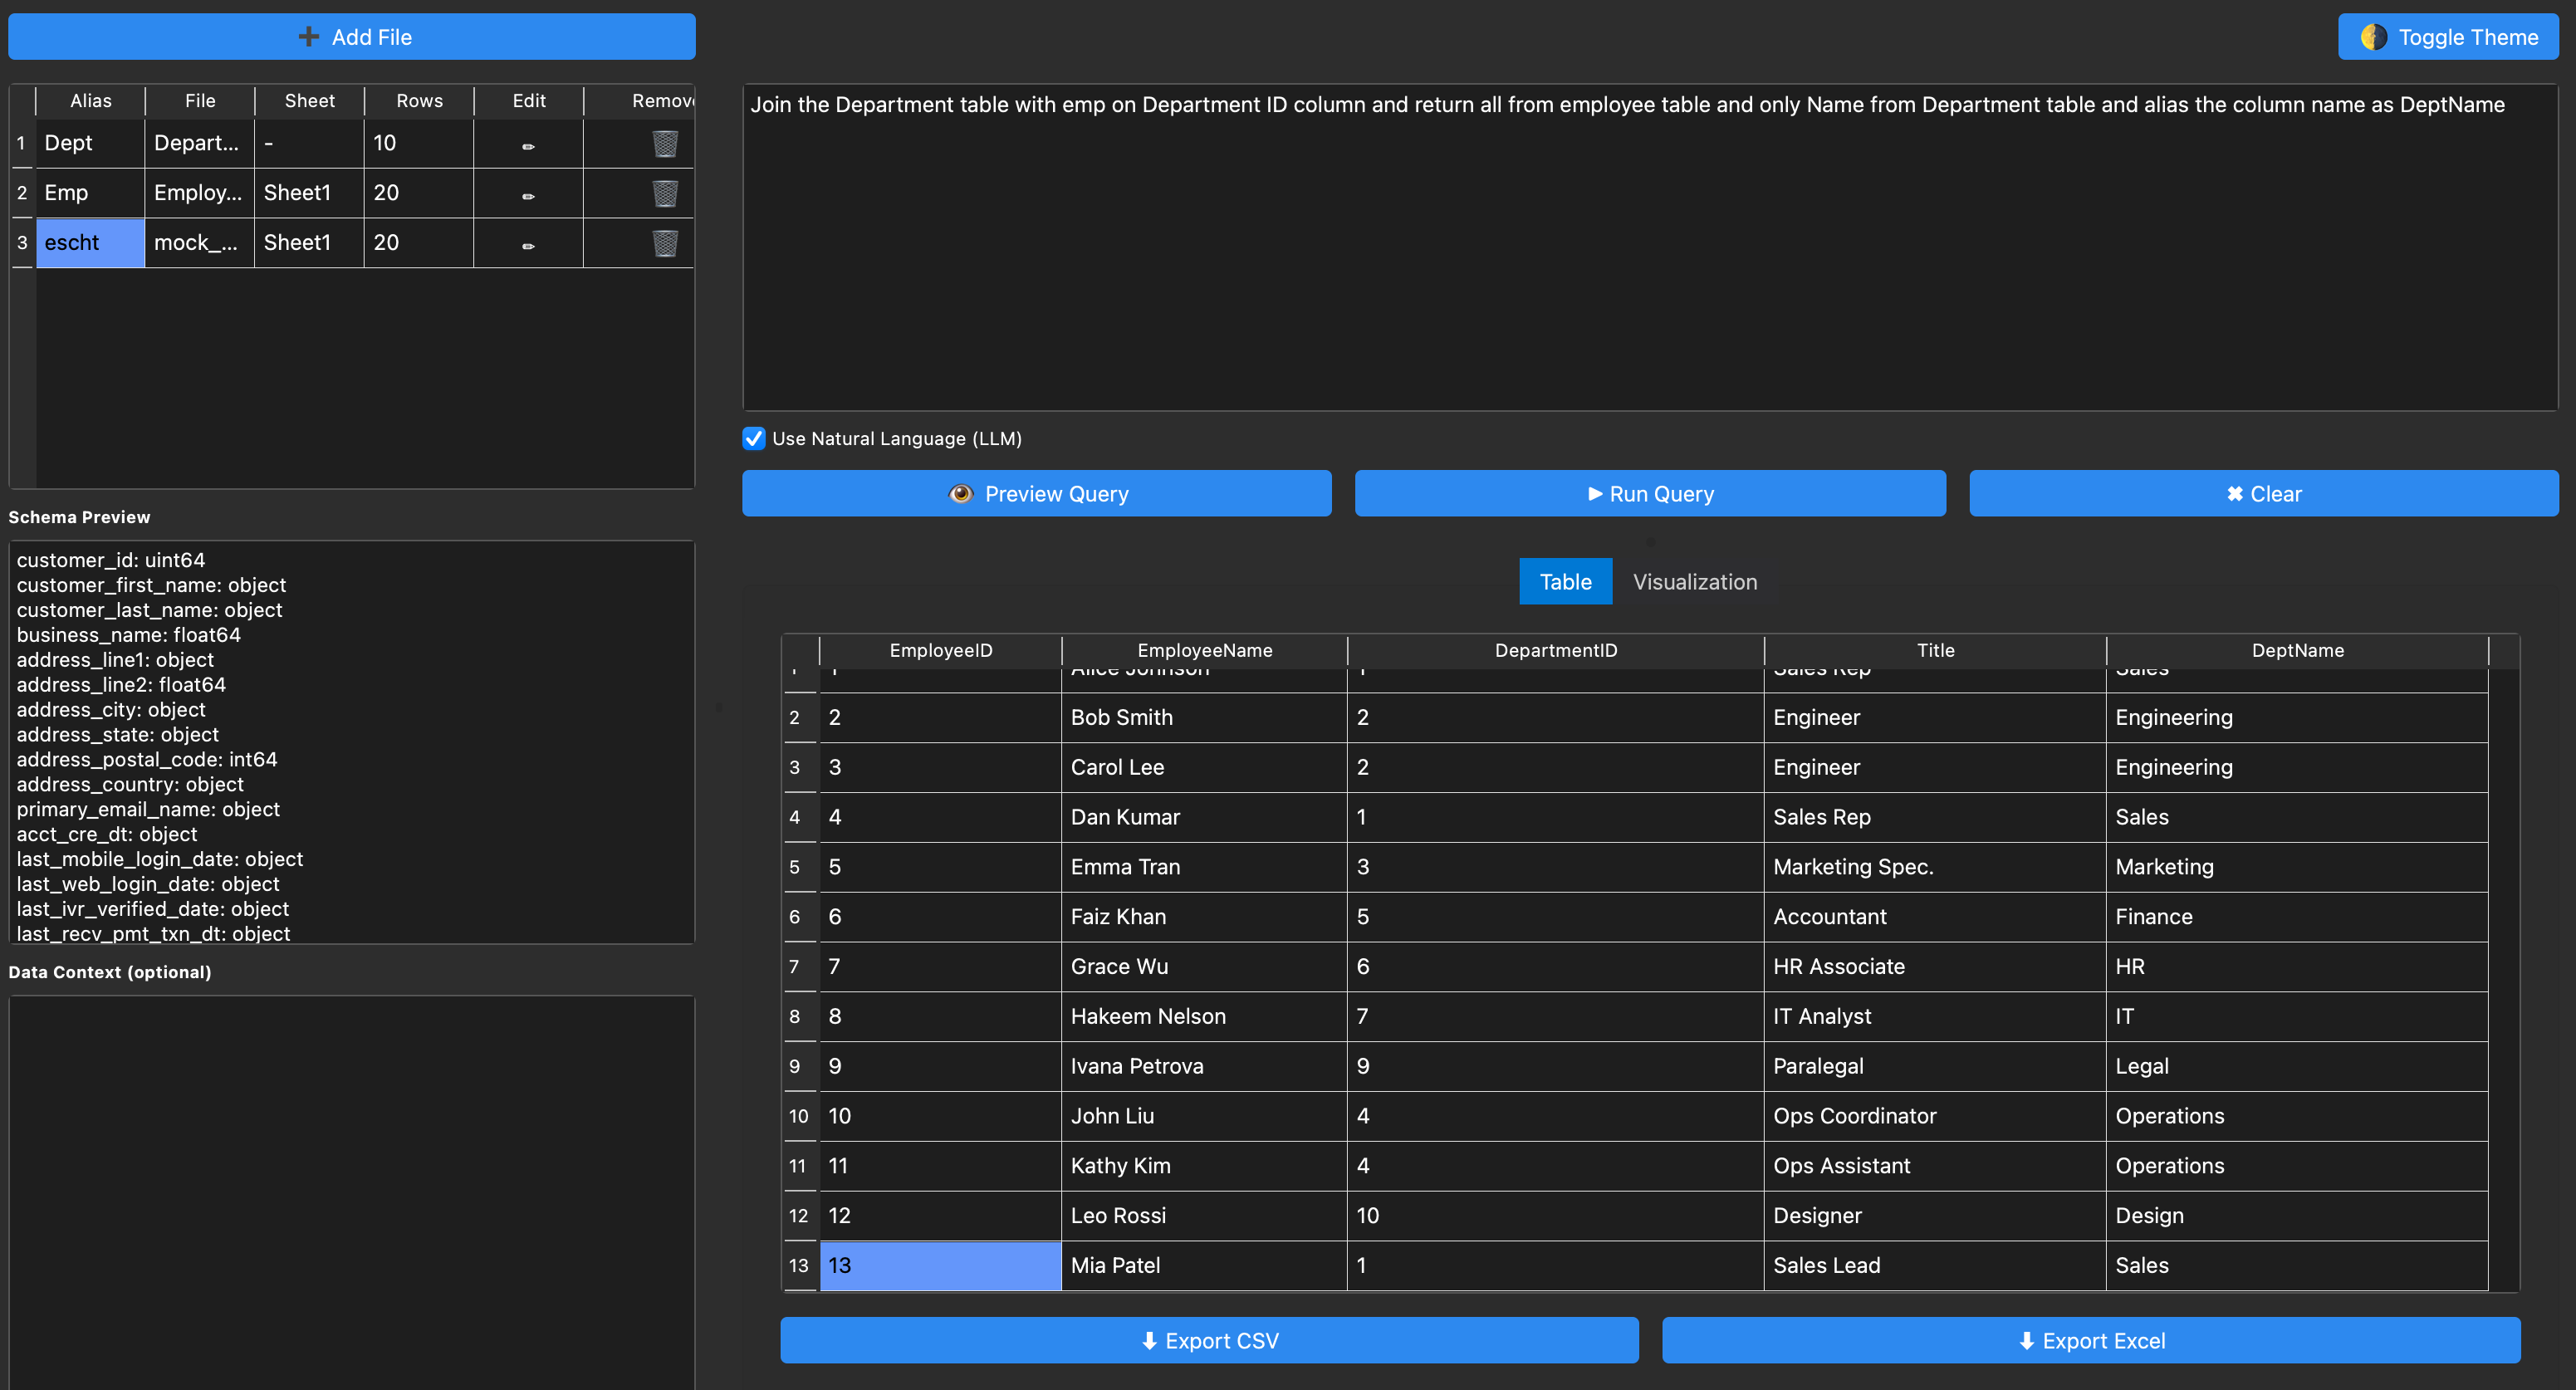 ➕ Add File
🌗 Toggle Theme
Alias File Sheet Rows Edit Remov
1 Dept Depart... - 10 ✏ 🗑
2 Emp Employ... Sheet1 20 ✏ 🗑
3 escht mock_... Sheet1 20 ✏ 🗑
Join the Department table with emp on Department ID column and return all from employee table and only Name from Department table and alias the column name as DeptName
Use Natural Language (LLM)
👁 Preview Query
▶ Run Query
✖ Clear
Schema Preview
customer_id: uint64
customer_first_name: object
customer_last_name: object
business_name: float64
address_line1: object
address_line2: float64
address_city: object
address_state: object
address_postal_code: int64
address_country: object
primary_email_name: object
acct_cre_dt: object
last_mobile_login_date: object
last_web_login_date: object
last_ivr_verified_date: object
last_recv_pmt_txn_dt: object
Data Context (optional)
Table Visualization
EmployeeID EmployeeName DepartmentID Title DeptName
1 1 Alice Johnson 1 Sales Rep Sales
2 2 Bob Smith 2 Engineer Engineering
3 3 Carol Lee 2 Engineer Engineering
4 4 Dan Kumar 1 Sales Rep Sales
5 5 Emma Tran 3 Marketing Spec. Marketing
6 6 Faiz Khan 5 Accountant Finance
7 7 Grace Wu 6 HR Associate HR
8 8 Hakeem Nelson 7 IT Analyst IT
9 9 Ivana Petrova 9 Paralegal Legal
10 10 John Liu 4 Ops Coordinator Operations
11 11 Kathy Kim 4 Ops Assistant Operations
12 12 Leo Rossi 10 Designer Design
13 13 Mia Patel 1 Sales Lead Sales
⬇ Export CSV
⬇ Export Excel